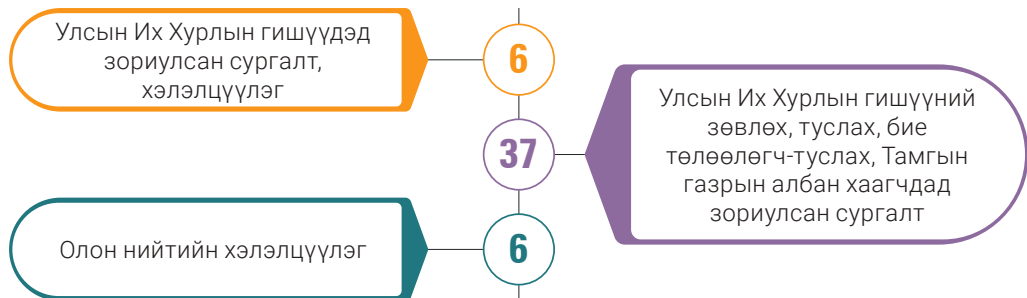 Улсын Их Хурлын гишүүдэд
зориулсан сургалт,
хэлэлцүүлэг
6
37
Улсын Их Хурлын гишүүний
зөвлөх, туслах, бие
төлөөлөгч-туслах, Тамгын
газрын албан хаагчдад
зориулсан сургалт
Олон нийтийн хэлэлцүүлэг
6